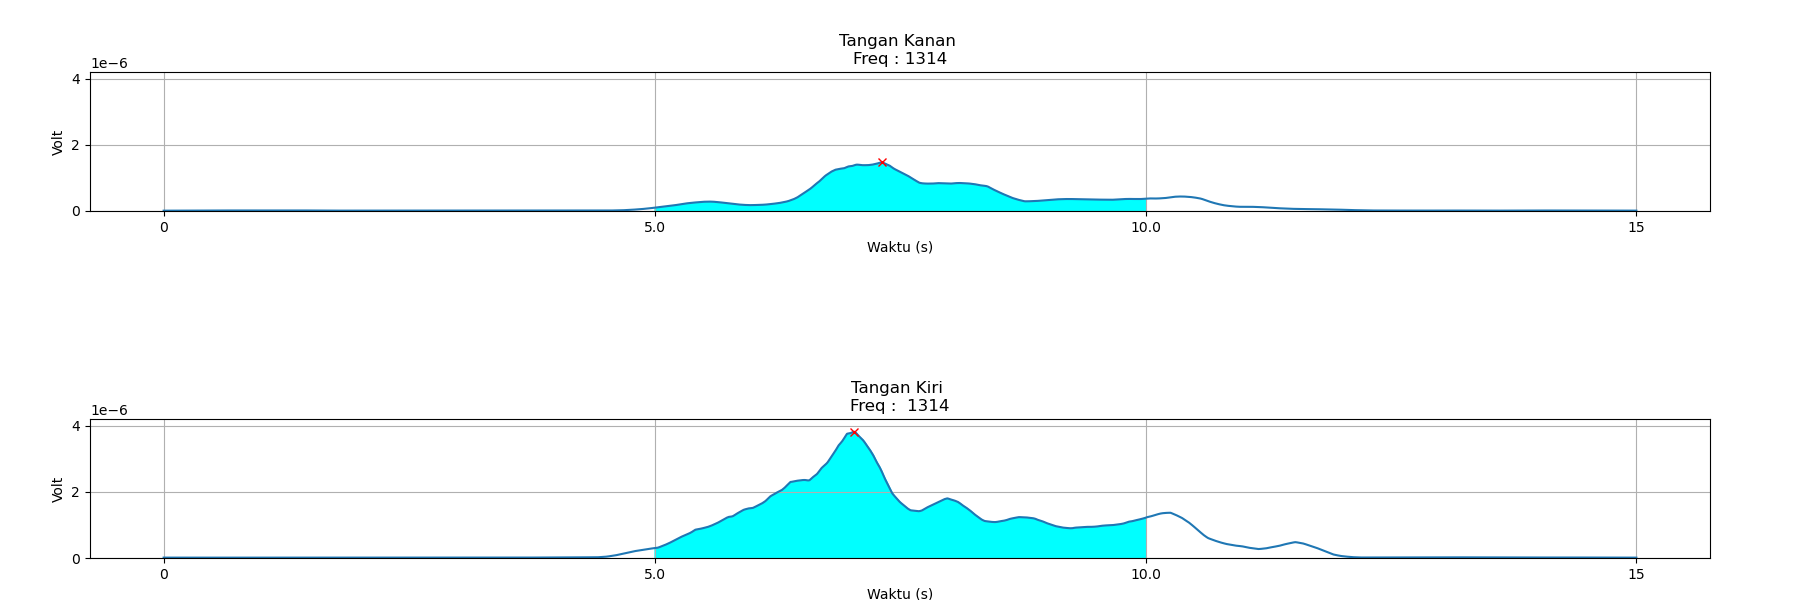 Tangan Kanan
Freq : 1314
1e−6
4
2
0
Volt
0 5.0 10.0 15
Waktu (s)
Tangan Kiri
Freq :  1314
1e−6
4
2
0
Volt
0 5.0 10.0 15
Waktu (s)